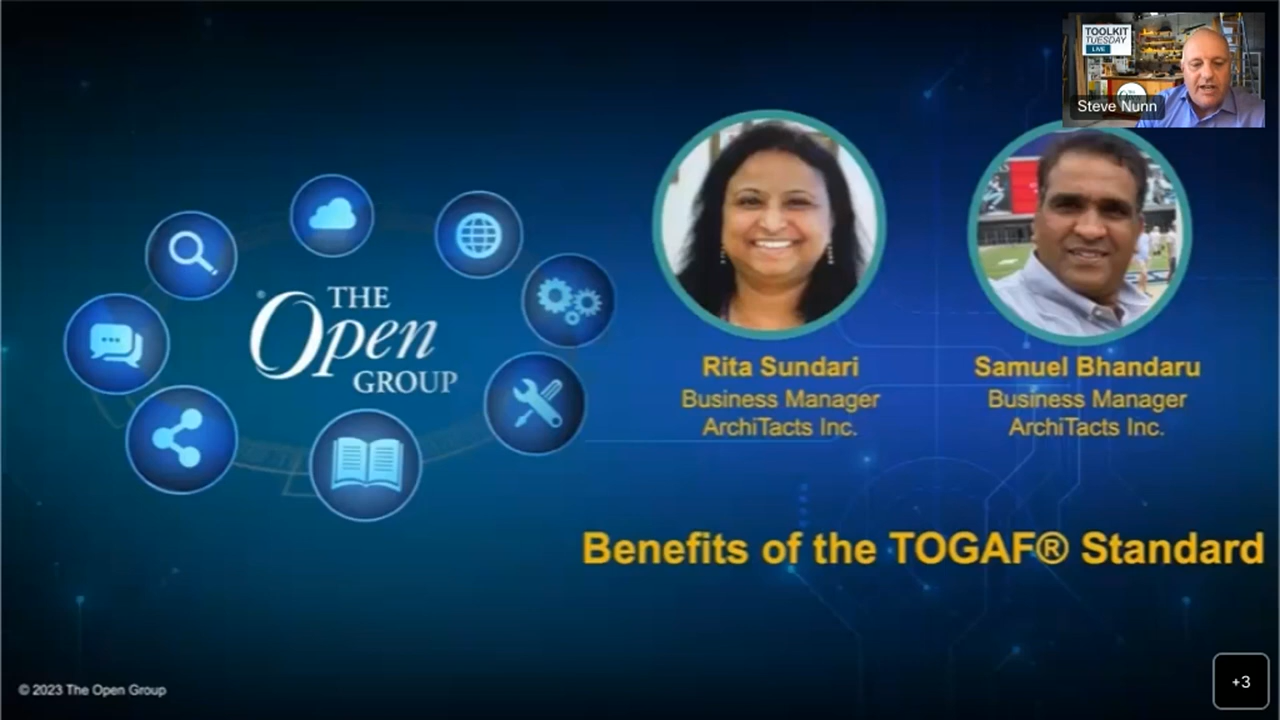 TOOLKIT
TUESDAY
LIVE
Steve Nunn
THE
Open
GROUP
®
Rita Sundari
Business Manager
ArchiTacts Inc.
Samuel Bhandaru
Business Manager
ArchiTacts Inc.
Benefits of the TOGAF® Standard
© 2023 The Open Group
+3